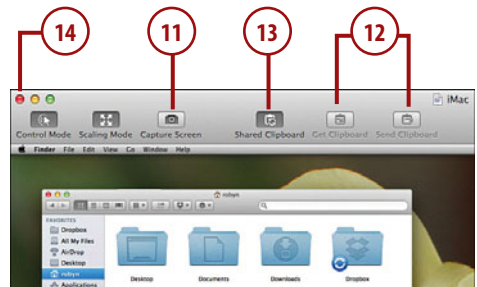 14 11 13 12
iMac
Control Mode Scaling Mode Capture Screen Shared Clipboard Get Clipboard Send Clipboard
Finder File Edit View Go Window Help
robyn
FAVORITES
Dropbox
All My Files
AirDrop
Desktop
robyn
Applications
Desktop Documents Downloads Dropbox